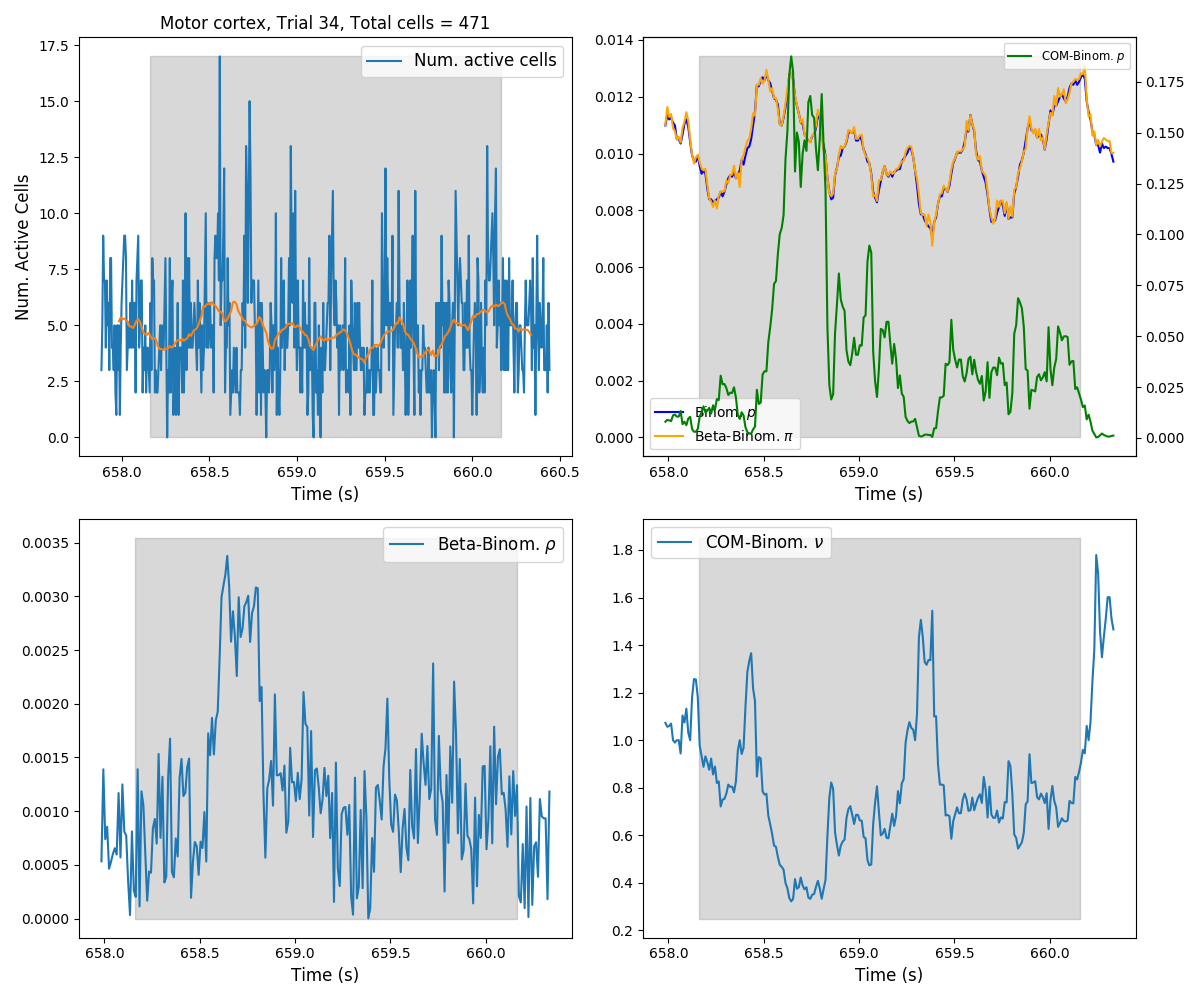 Motor cortex, Trial 34, Total cells = 471
Num. active cells
17.5
15.0
12.5
10.0
7.5
5.0
2.5
0.0
Num. Active Cells
658.0 658.5 659.0 659.5 660.0 660.5
Time (s)
COM-Binom. p
0.014
0.012
0.010
0.008
0.006
0.004
0.002
0.000
0.175
0.150
0.125
0.100
0.075
0.050
0.025
0.000
Binom. p
Beta-Binom. π
658.0 658.5 659.0 659.5 660.0
Time (s)
Beta-Binom. ρ
0.0035
0.0030
0.0025
0.0020
0.0015
0.0010
0.0005
0.0000
658.0 658.5 659.0 659.5 660.0
Time (s)
COM-Binom. ν
1.8
1.6
1.4
1.2
1.0
0.8
0.6
0.4
0.2
658.0 658.5 659.0 659.5 660.0
Time (s)